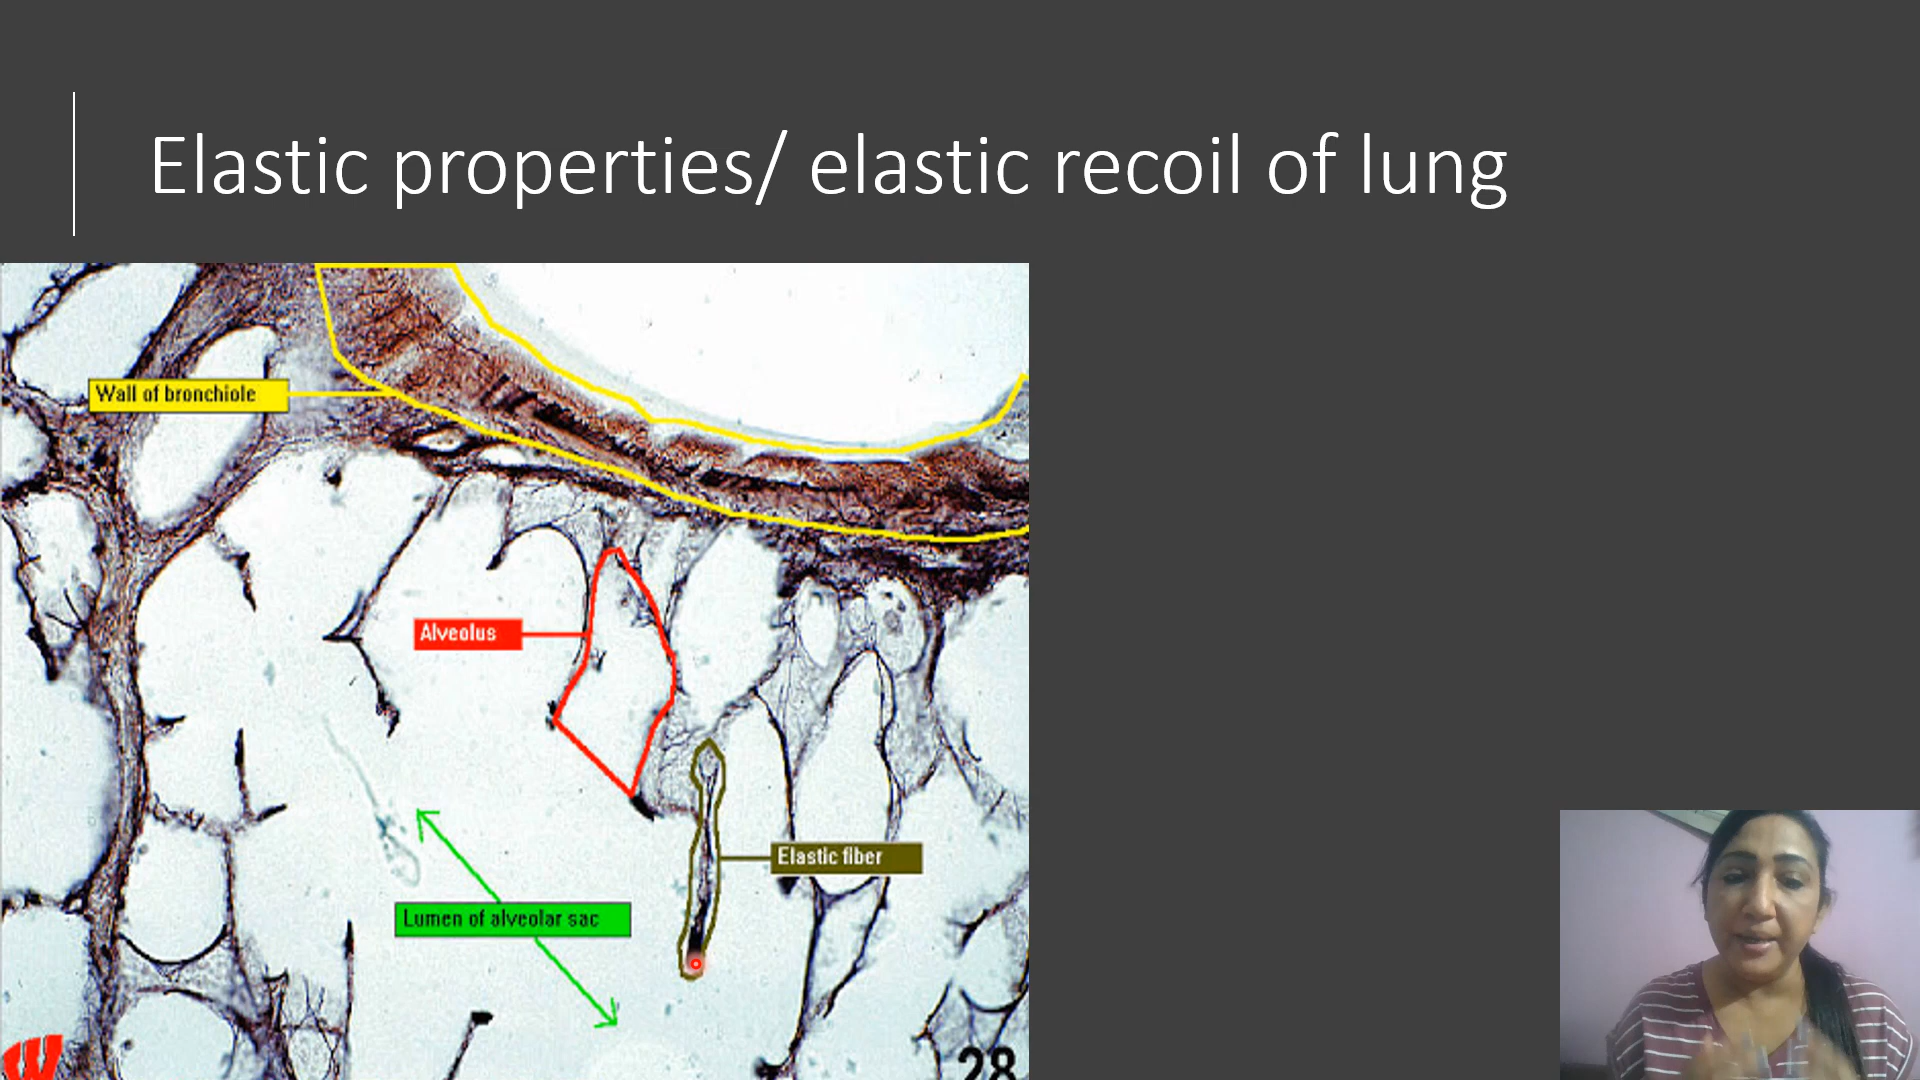 Elastic properties/ elastic recoil of lung
Wall of bronchiole
Alveolus
Elastic fiber
Lumen of alveolar sac
W
28